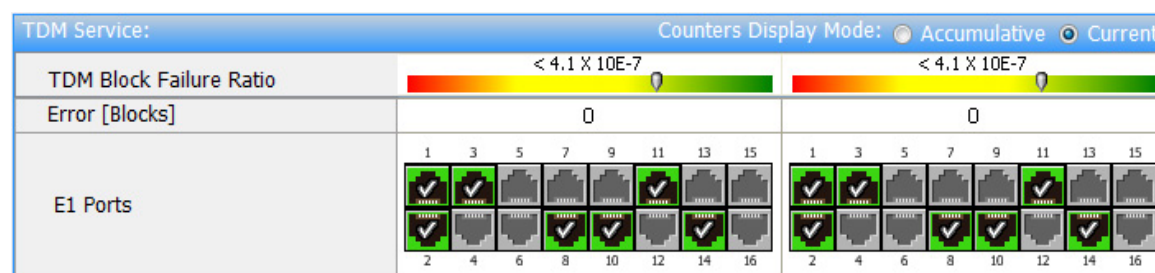 TDM Service: Counters Display Mode: Accumulative Current
TDM Block Failure Ratio < 4.1 X 10E-7 < 4.1 X 10E-7
Error [Blocks] 0 0
1 3 5 7 9 11 13 15 1 3 5 7 9 11 13 15
E1 Ports
2 4 6 8 10 12 14 16 2 4 6 8 10 12 14 16